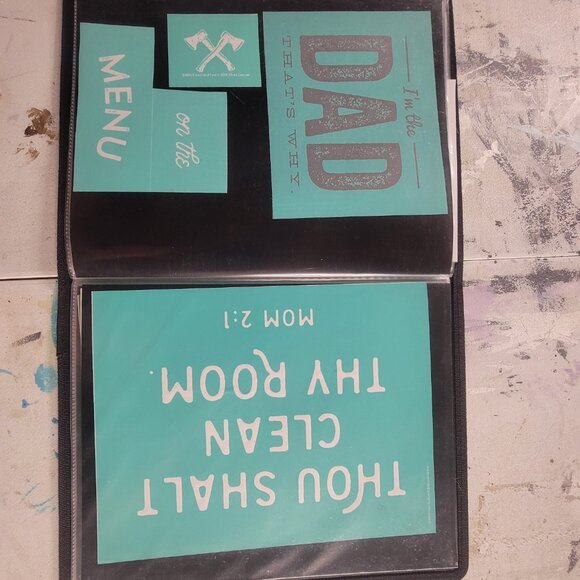 MENU
on the
I'm the
DAD
THAT'S WHY.
THOU SHALT
CLEAN
THY ROOM.
MOM 2:1